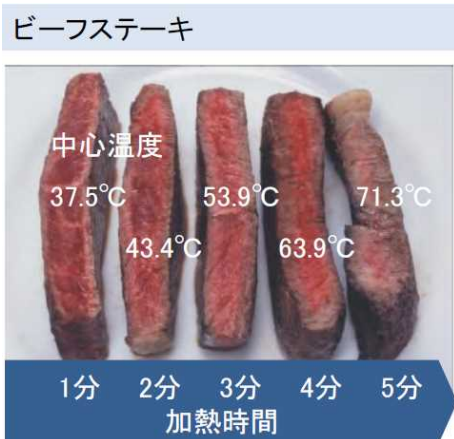 ビーフステーキ
中心温度
37.5℃
53.9℃
71.3℃
43.4℃
63.9℃
1分 2分 3分 4分 5分
加熱時間